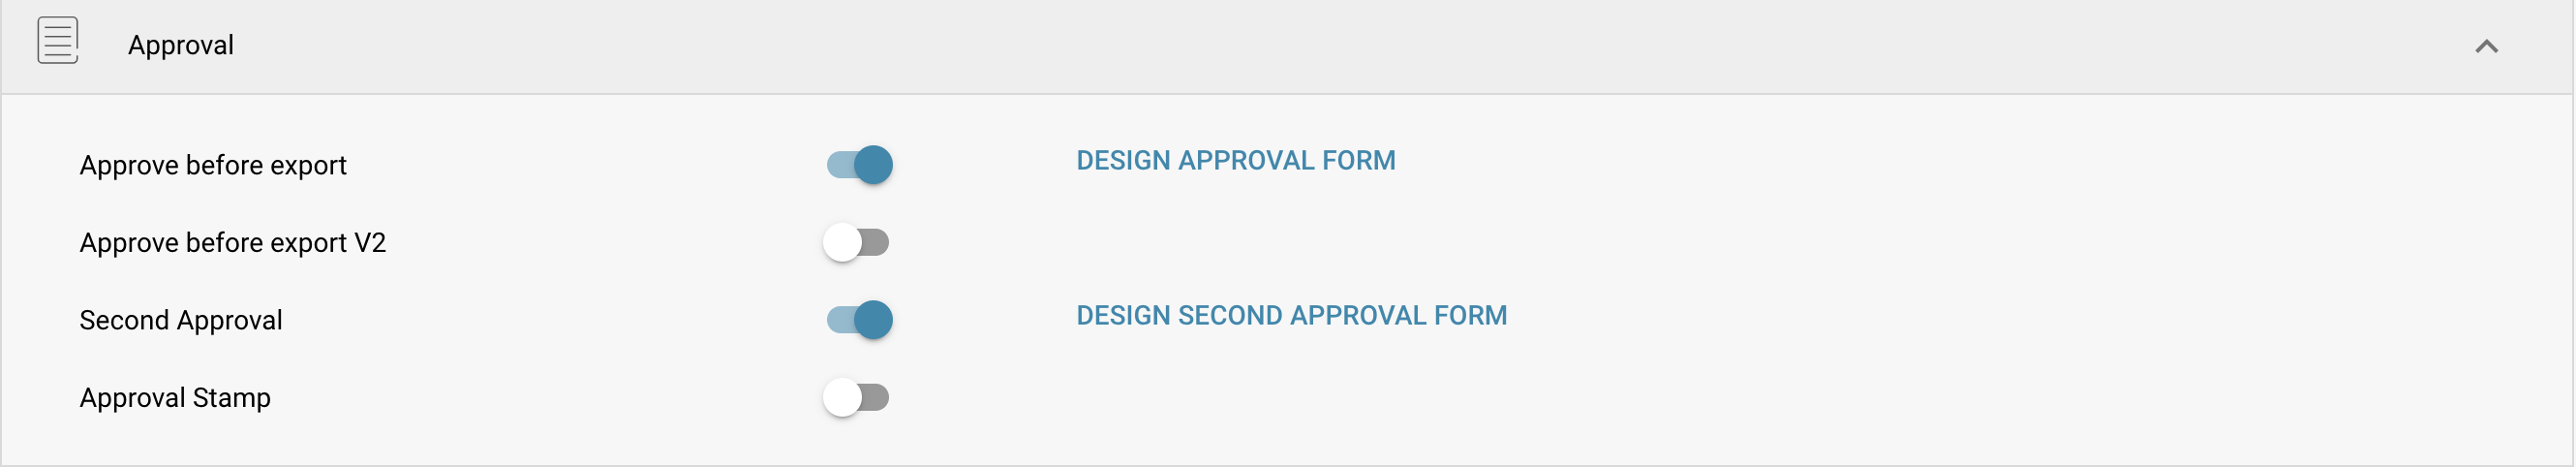 Approval
Approve before export
DESIGN APPROVAL FORM
Approve before export V2
Second Approval
DESIGN SECOND APPROVAL FORM
Approval Stamp